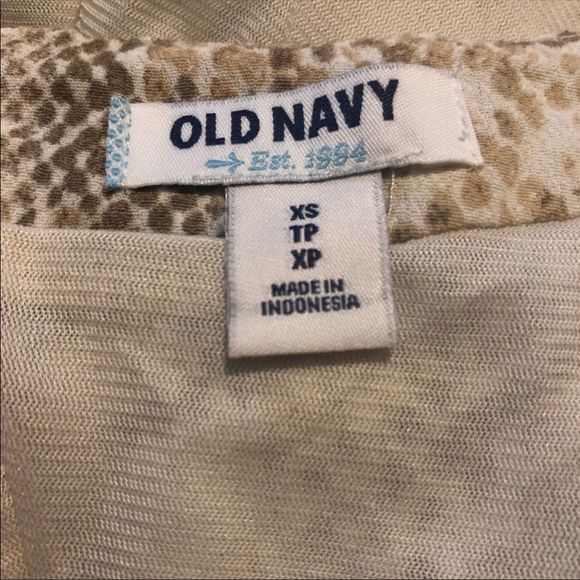 OLD NAVY
Est. 1994
XS
TP
XP
MADE IN
INDONESIA